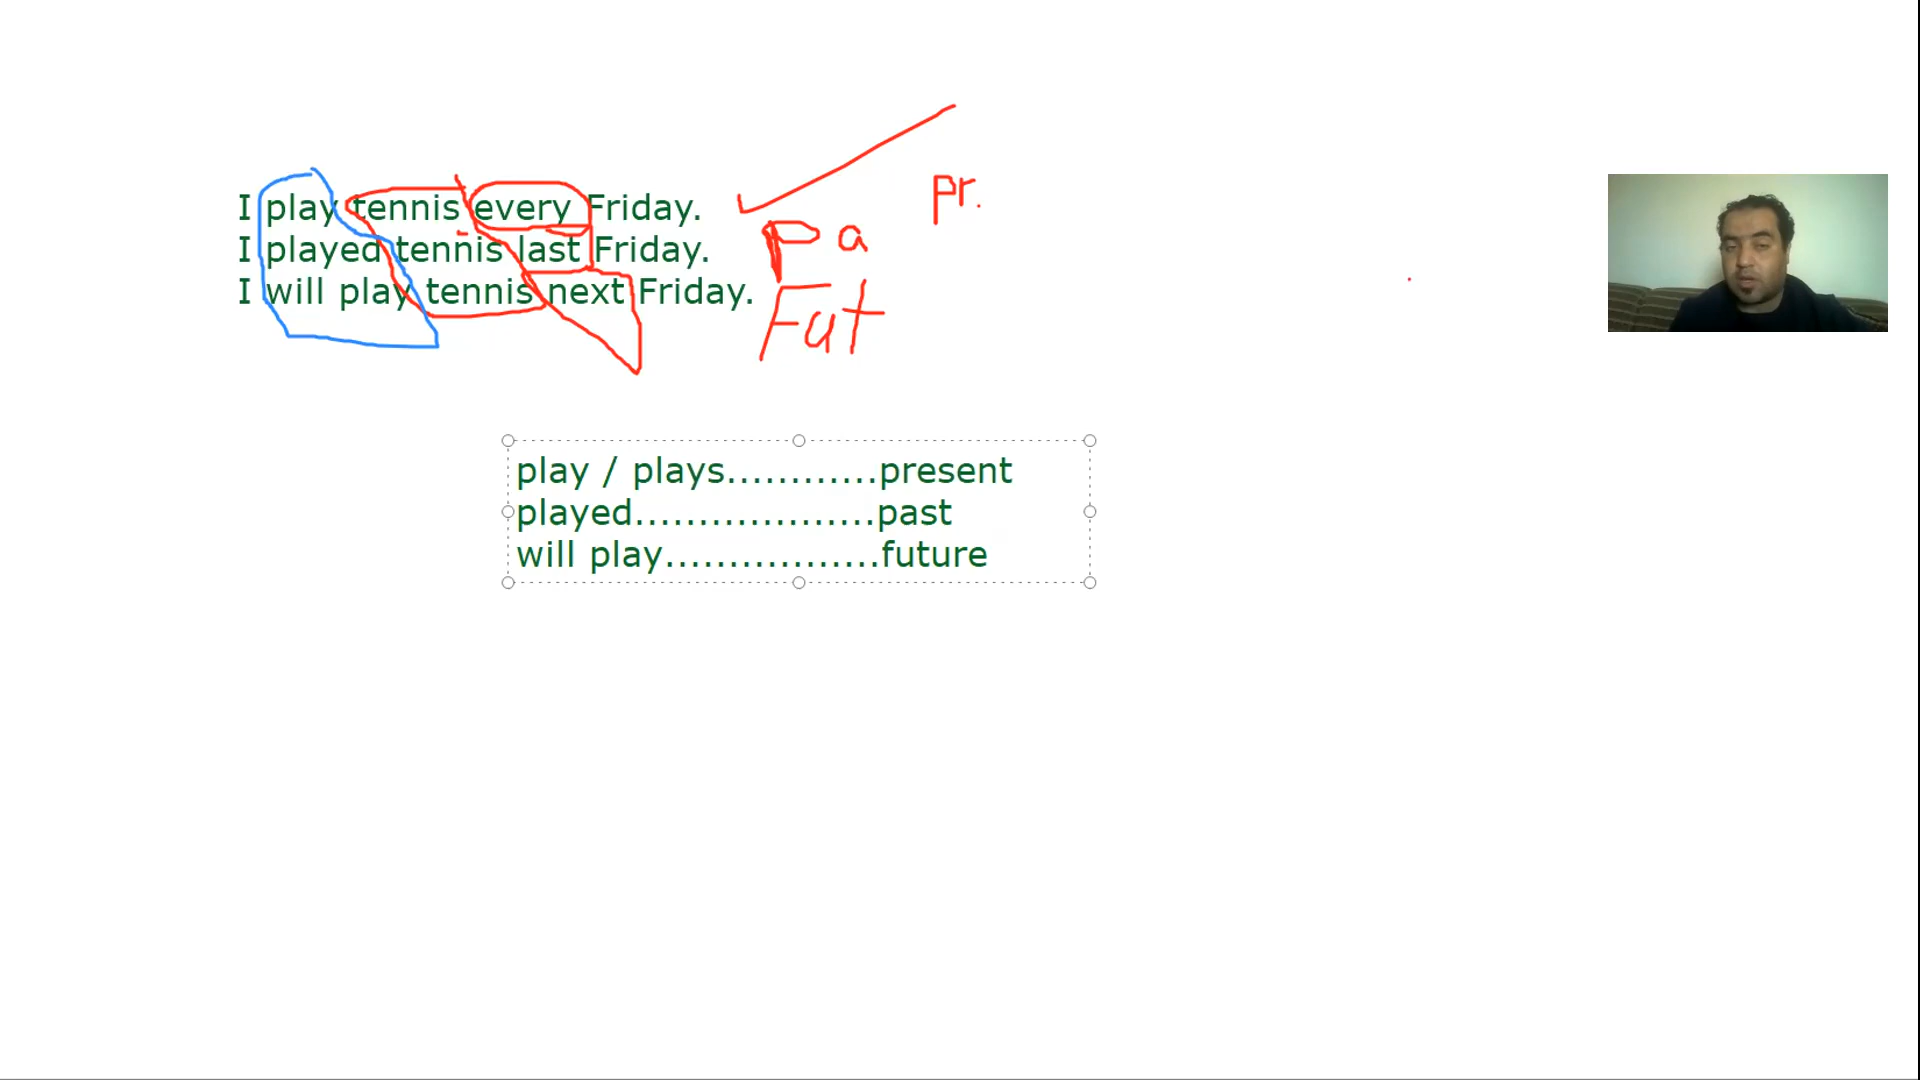 I play tennis every Friday.
pr.
I played tennis last Friday.
Pa
I will play tennis next Friday.
Fut
play / plays............present
played...................past
will play.................future